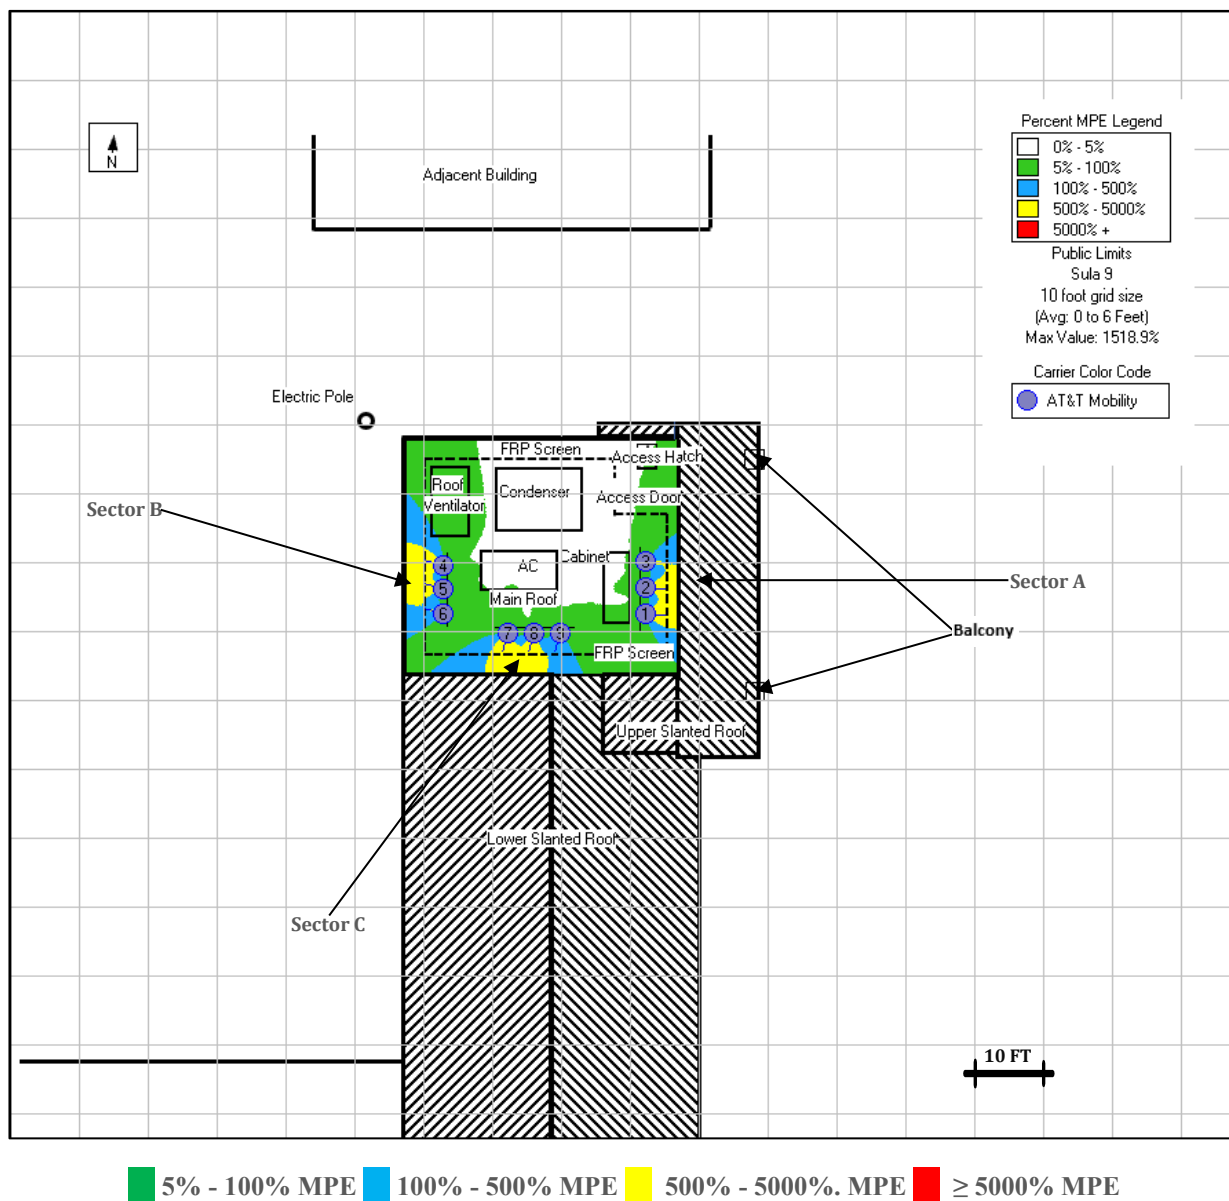 N
Adjacent Building
Percent MPE Legend
0% - 5%
5% - 100%
100% - 500%
500% - 5000%
5000% +
Public Limits
Sula 9
10 foot grid size
(Avg: 0 to 6 Feet)
Max Value: 1518.9%
Carrier Color Code
AT&T Mobility
Electric Pole
FRP Screen
Access Hatch
Roof
Ventilator
Condenser
Access Door
Sector B
AC
Cabinet
Main Roof
4
5
6
3
2
1
Sector A
7
8
9
Balcony
FRP Screen
Upper Slanted Roof
Lower Slanted Roof
Sector C
10 FT
5% - 100% MPE
100% - 500% MPE
500% - 5000%. MPE
≥ 5000% MPE